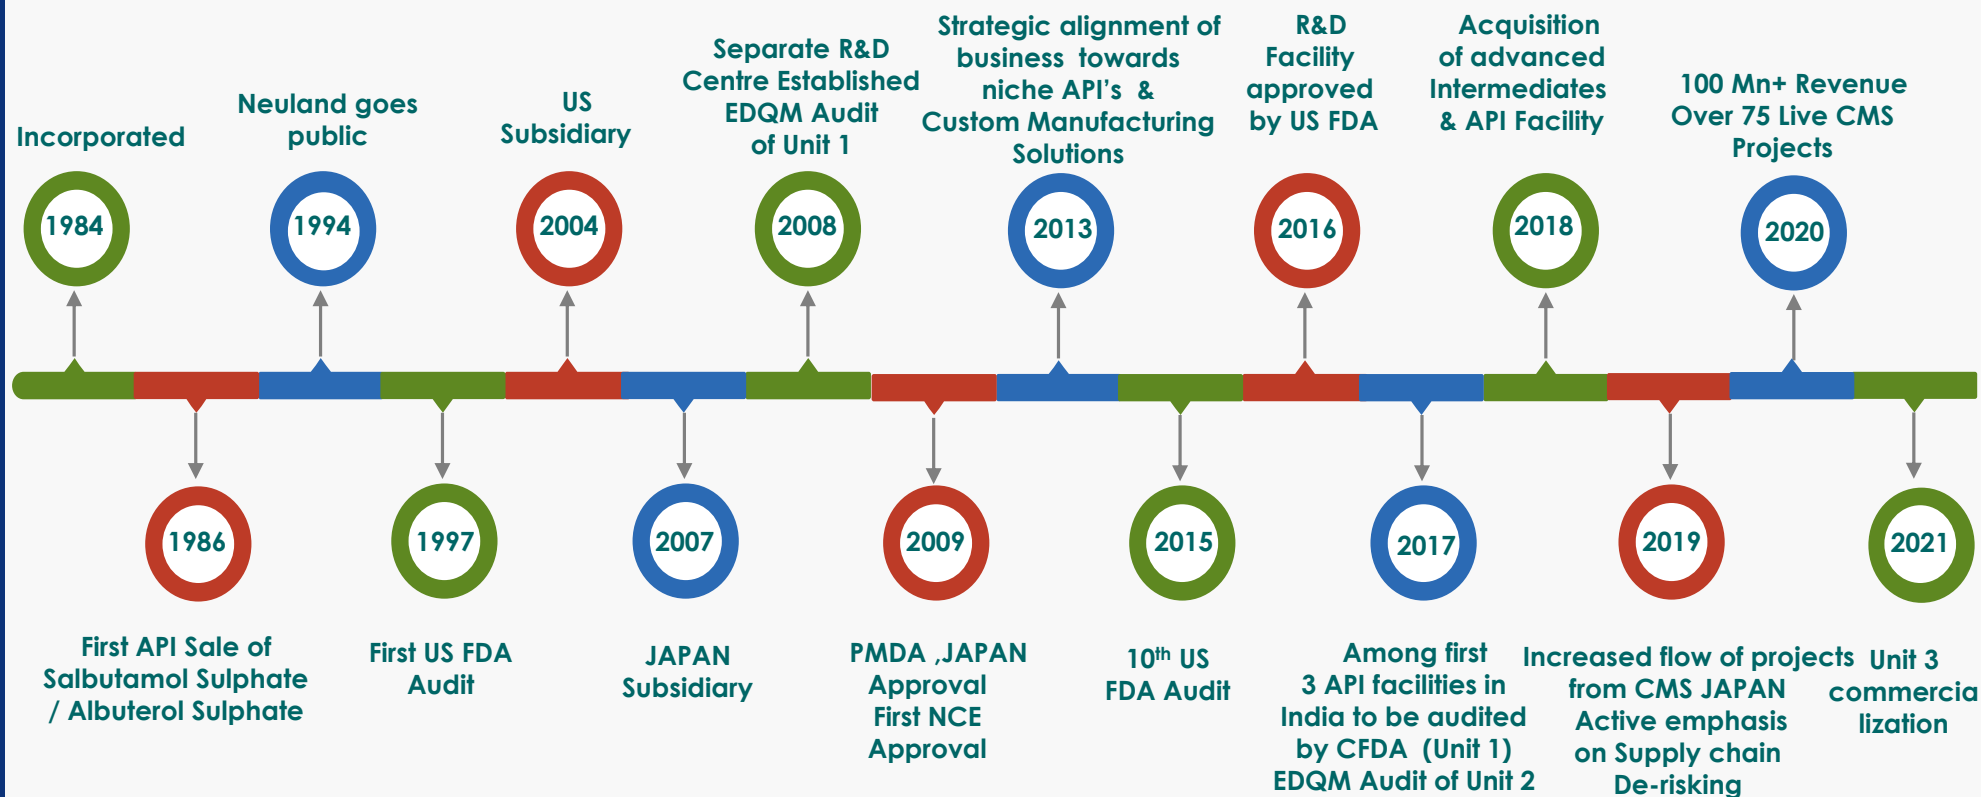 Incorporated
1984
Neuland goes
public
1994
US
Subsidiary
2004
Separate R&D
Centre Established
EDQM Audit
of Unit 1
2008
Strategic alignment of
business towards
niche API's &
Custom Manufacturing
Solutions
2013
R&D
Facility
approved
by US FDA
2016
Acquisition
of advanced
Intermediates
& API Facility
2018
100 Mn+ Revenue
Over 75 Live CMS
Projects
2020
1986
First API Sale of
Salbutamol Sulphate
/ Albuterol Sulphate
1997
First US FDA
Audit
2007
JAPAN
Subsidiary
2009
PMDA ,JAPAN
Approval
First NCE
Approval
2015
10th US
FDA Audit
2017
Among first
3 API facilities in
India to be audited
by CFDA (Unit 1)
EDQM Audit of Unit 2
2019
Increased flow of projects
from CMS JAPAN
Active emphasis
on Supply chain
De-risking
2021
Unit 3
commercia
lization